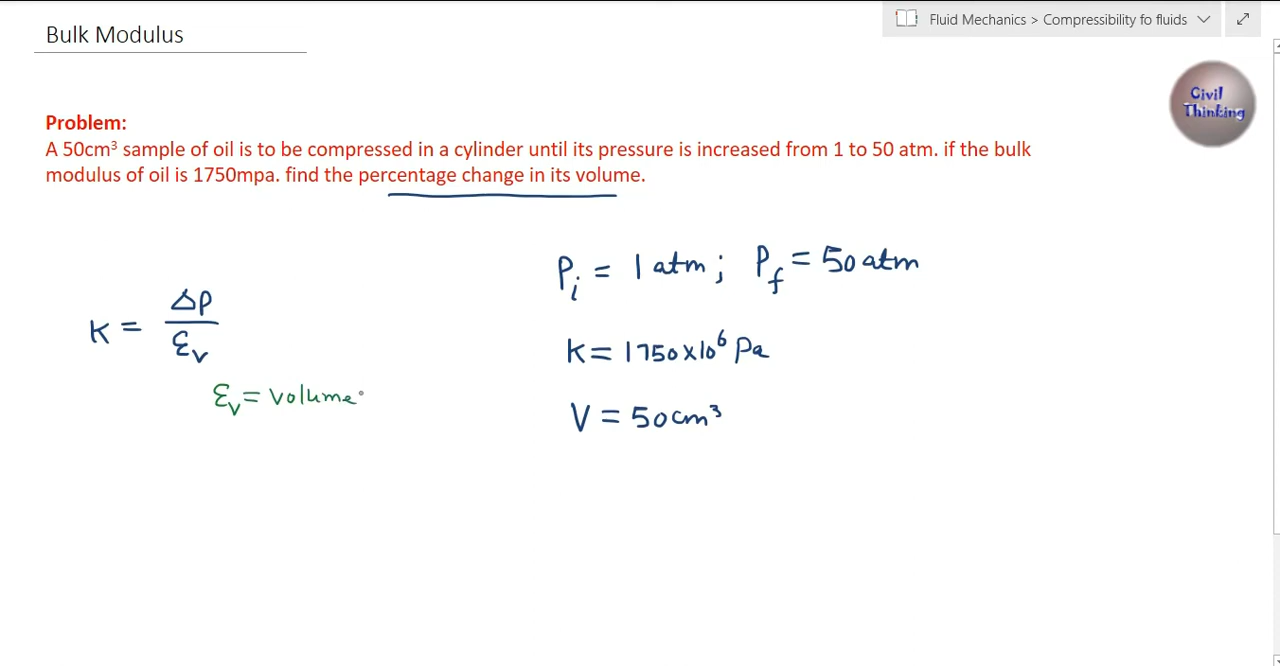 Bulk Modulus
Fluid Mechanics > Compressibility fo fluids
Civil
Thinking
Problem:
A 50cm³ sample of oil is to be compressed in a cylinder until its pressure is increased from 1 to 50 atm. if the bulk
modulus of oil is 1750mpa. find the percentage change in its volume.
Pi = 1 atm; Pf = 50 atm
K = ΔP / εv
K = 1750×10⁶ Pa
εv = volume
V = 50cm³